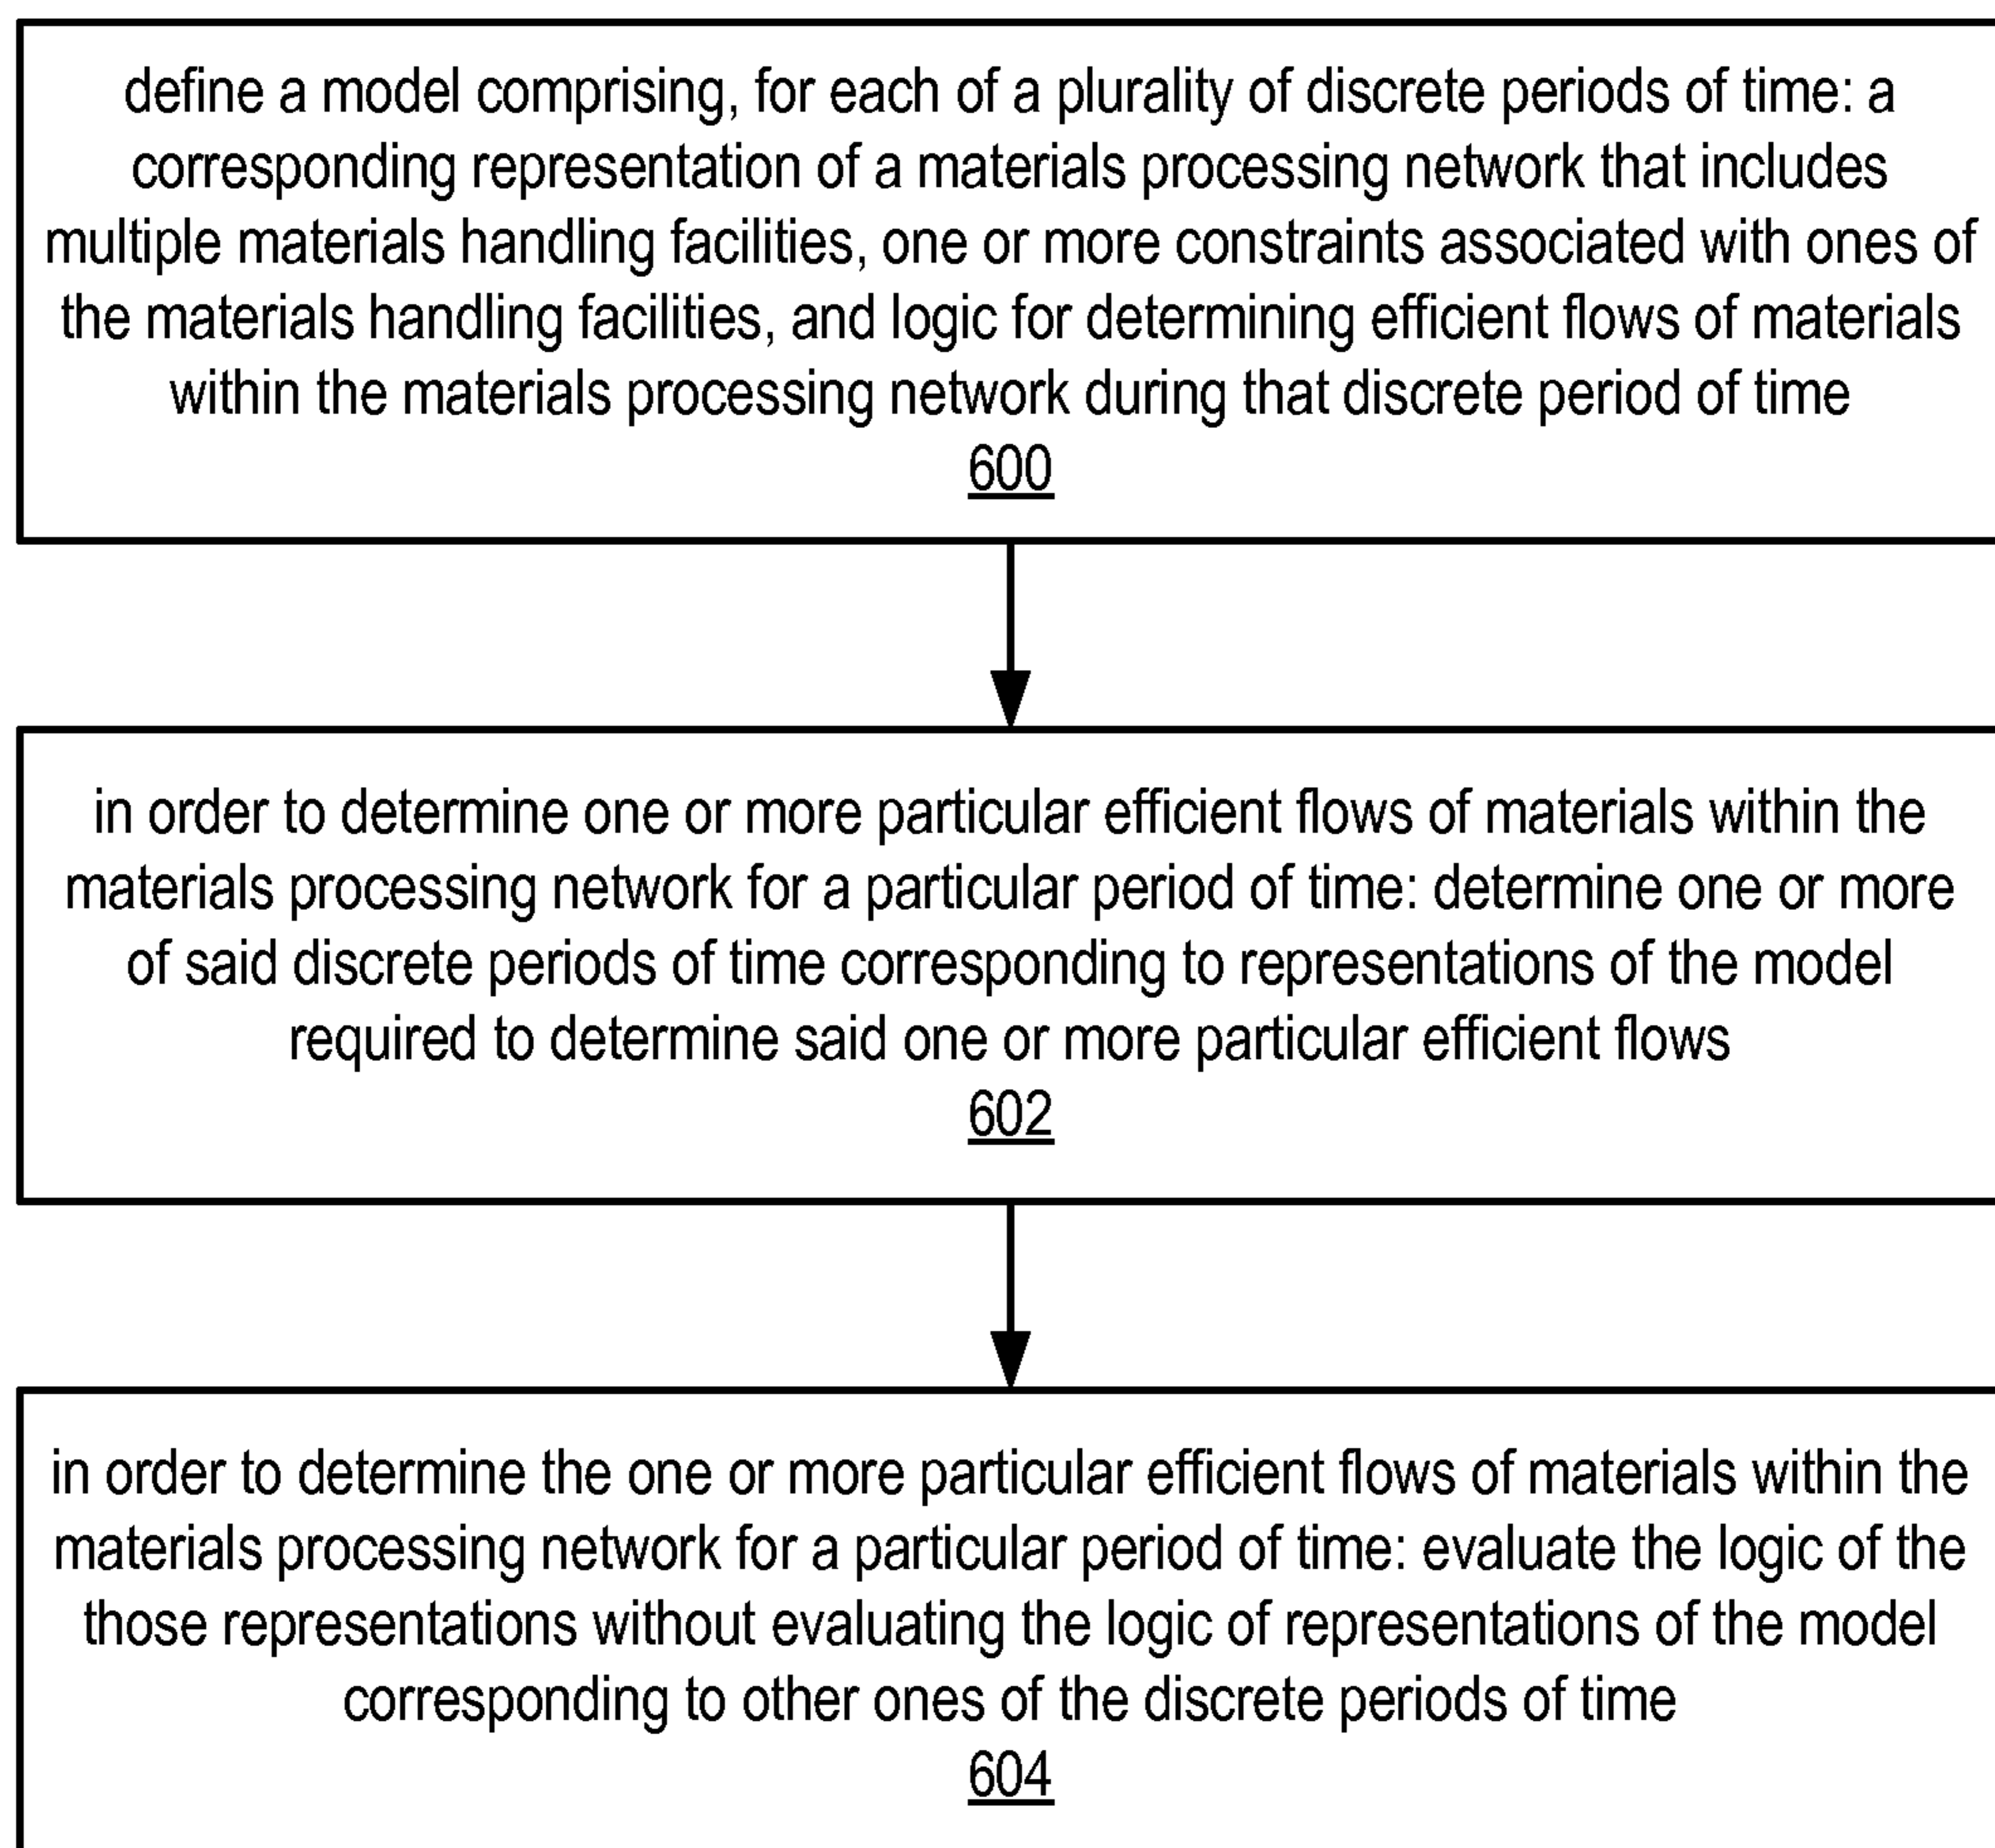 define a model comprising, for each of a plurality of discrete periods of time: a
corresponding representation of a materials processing network that includes
multiple materials handling facilities, one or more constraints associated with ones of
the materials handling facilities, and logic for determining efficient flows of materials
within the materials processing network during that discrete period of time
600
in order to determine one or more particular efficient flows of materials within the
materials processing network for a particular period of time: determine one or more
of said discrete periods of time corresponding to representations of the model
required to determine said one or more particular efficient flows
602
in order to determine the one or more particular efficient flows of materials within the
materials processing network for a particular period of time: evaluate the logic of the
those representations without evaluating the logic of representations of the model
corresponding to other ones of the discrete periods of time
604